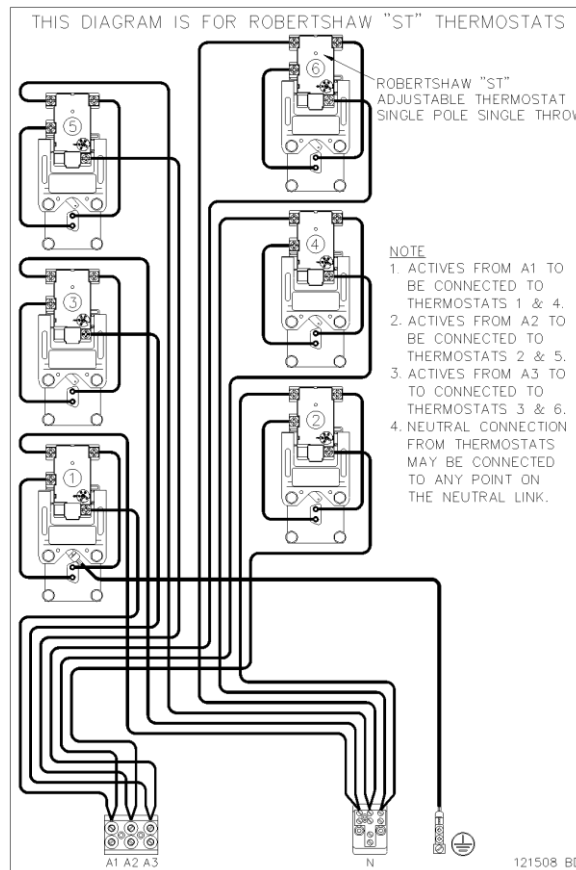 THIS DIAGRAM IS FOR ROBERTSHAW "ST" THERMOSTATS
6
ROBERTSHAW "ST"
ADJUSTABLE THERMOSTAT
SINGLE POLE SINGLE THROW
5
4
3
2
1
NOTE
1. ACTIVES FROM A1 TO
BE CONNECTED TO
THERMOSTATS 1 & 4.
2. ACTIVES FROM A2 TO
BE CONNECTED TO
THERMOSTATS 2 & 5.
3. ACTIVES FROM A3 TO
TO CONNECTED TO
THERMOSTATS 3 & 6.
4. NEUTRAL CONNECTION
FROM THERMOSTATS
MAY BE CONNECTED
TO ANY POINT ON
THE NEUTRAL LINK.
A1 A2 A3
N
121508